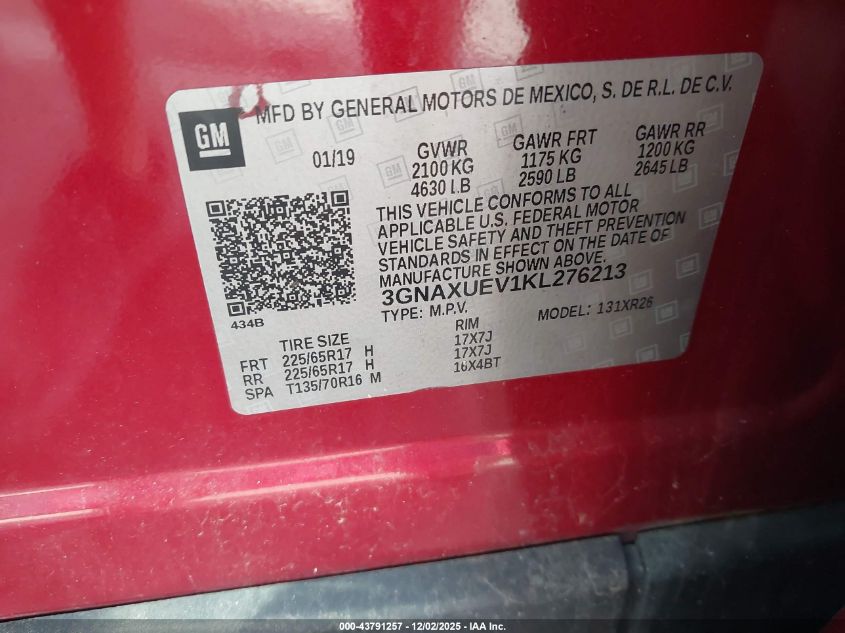 GM
MFD BY GENERAL MOTORS DE MEXICO, S. DE R.L. DE C.V.
01/19 GVWR GAWR FRT GAWR RR
2100 KG 1175 KG 1200 KG
4630 LB 2590 LB 2645 LB
THIS VEHICLE CONFORMS TO ALL
APPLICABLE U.S. FEDERAL MOTOR
VEHICLE SAFETY AND THEFT PREVENTION
STANDARDS IN EFFECT ON THE DATE OF
MANUFACTURE SHOWN ABOVE.
3GNAXUEV1KL276213
TYPE: M.P.V. MODEL: 131XR26
434B
TIRE SIZE RIM
FRT 225/65R17 H 17X7J
RR 225/65R17 H 17X7J
SPA T135/70R16 M 16X4BT
000-43791257 - 12/02/2025 - IAA Inc.